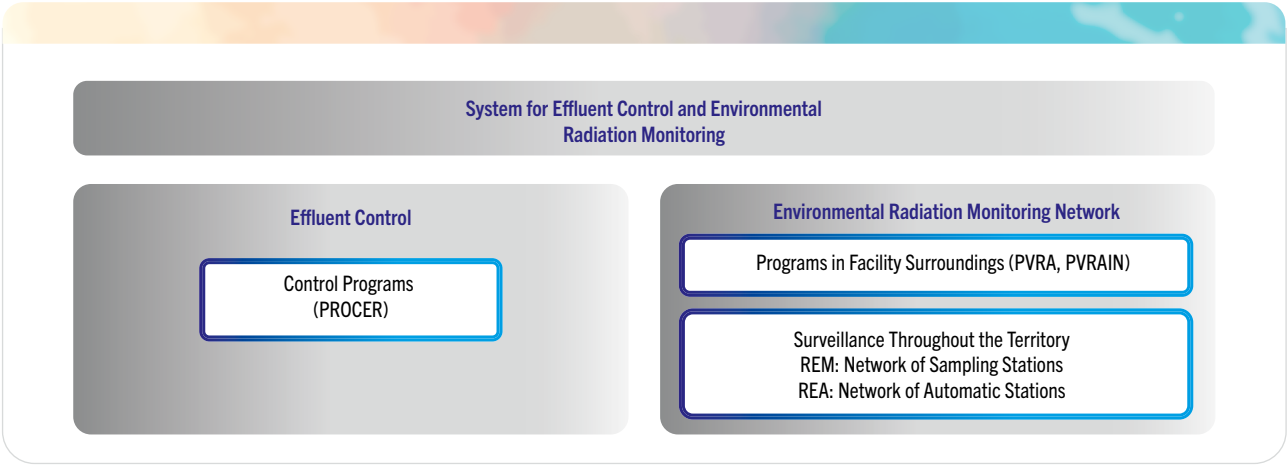 System for Effluent Control and Environmental
Radiation Monitoring
Effluent Control
Control Programs
(PROCER)
Environmental Radiation Monitoring Network
Programs in Facility Surroundings (PVRA, PVRAIN)
Surveillance Throughout the Territory
REM: Network of Sampling Stations
REA: Network of Automatic Stations